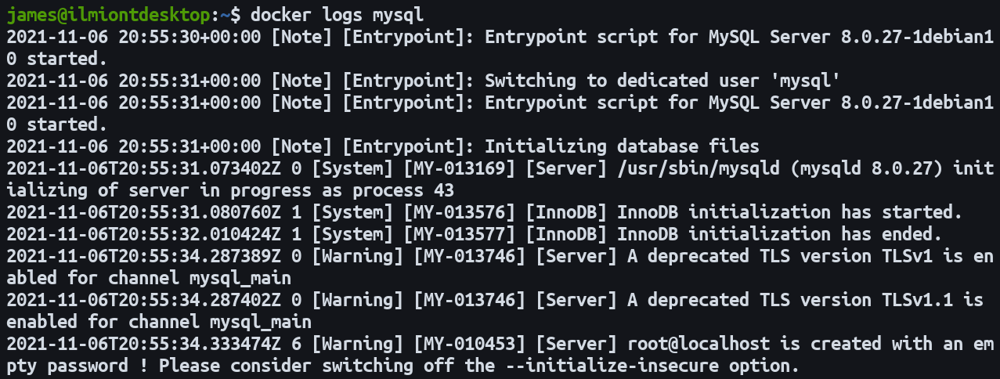 james@ilmiontdesktop:~$ docker logs mysql
2021-11-06 20:55:30+00:00 [Note] [Entrypoint]: Entrypoint script for MySQL Server 8.0.27-1debian1
0 started.
2021-11-06 20:55:31+00:00 [Note] [Entrypoint]: Switching to dedicated user 'mysql'
2021-11-06 20:55:31+00:00 [Note] [Entrypoint]: Entrypoint script for MySQL Server 8.0.27-1debian1
0 started.
2021-11-06 20:55:31+00:00 [Note] [Entrypoint]: Initializing database files
2021-11-06T20:55:31.073402Z 0 [System] [MY-013169] [Server] /usr/sbin/mysqld (mysqld 8.0.27) init
ializing of server in progress as process 43
2021-11-06T20:55:31.080760Z 1 [System] [MY-013576] [InnoDB] InnoDB initialization has started.
2021-11-06T20:55:32.010424Z 1 [System] [MY-013577] [InnoDB] InnoDB initialization has ended.
2021-11-06T20:55:34.287389Z 0 [Warning] [MY-013746] [Server] A deprecated TLS version TLSv1 is en
abled for channel mysql_main
2021-11-06T20:55:34.287402Z 0 [Warning] [MY-013746] [Server] A deprecated TLS version TLSv1.1 is
enabled for channel mysql_main
2021-11-06T20:55:34.333474Z 6 [Warning] [MY-010453] [Server] root@localhost is created with an em
pty password ! Please consider switching off the --initialize-insecure option.